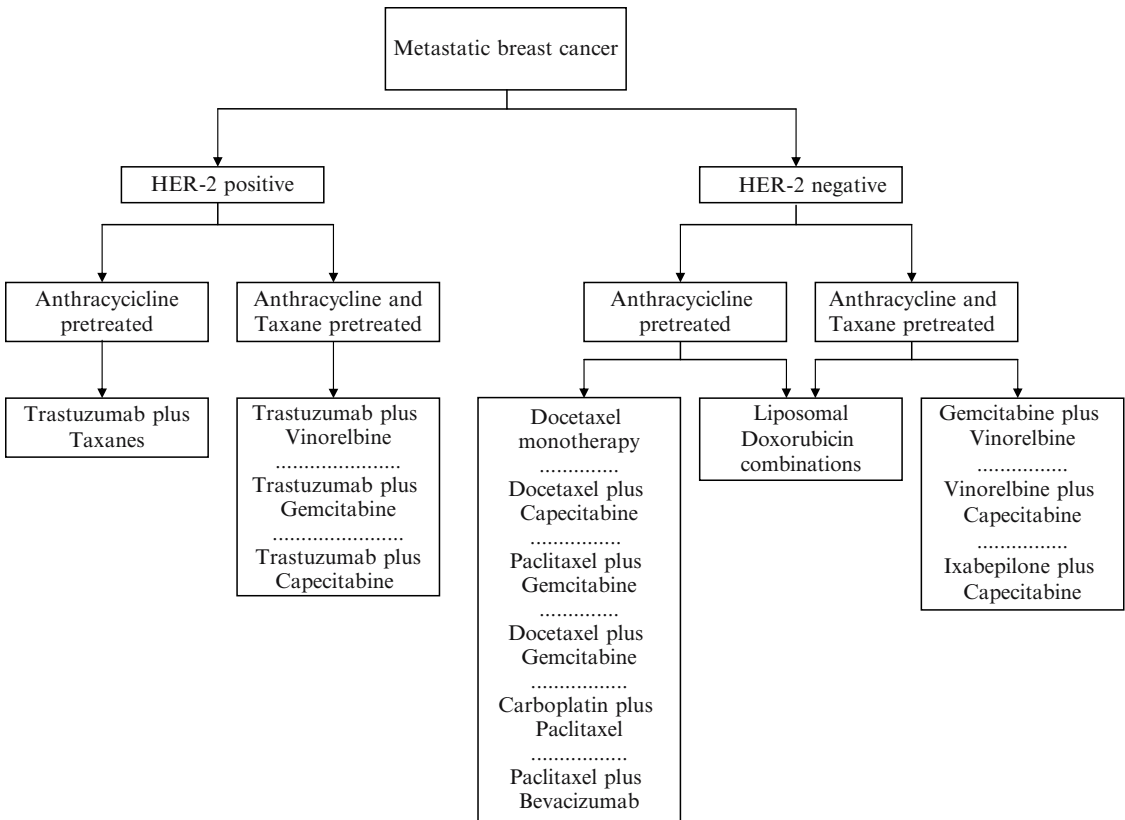 Metastatic breast cancer
HER-2 positive
HER-2 negative
Anthracycicline
pretreated
Anthracycline and
Taxane pretreated
Anthracycicline
pretreated
Anthracycline and
Taxane pretreated
Trastuzumab plus
Taxanes
Trastuzumab plus
Vinorelbine
.......................
Trastuzumab plus
Gemcitabine
........................
Trastuzumab plus
Capecitabine
Docetaxel
monotherapy
..............
Docetaxel plus
Capecitabine
................
Paclitaxel plus
Gemcitabine
..............
Docetaxel plus
Gemcitabine
.................
Carboplatin plus
Paclitaxel
.................
Paclitaxel plus
Bevacizumab
Liposomal
Doxorubicin
combinations
Gemcitabine plus
Vinorelbine
................
Vinorelbine plus
Capecitabine
................
Ixabepilone plus
Capecitabine